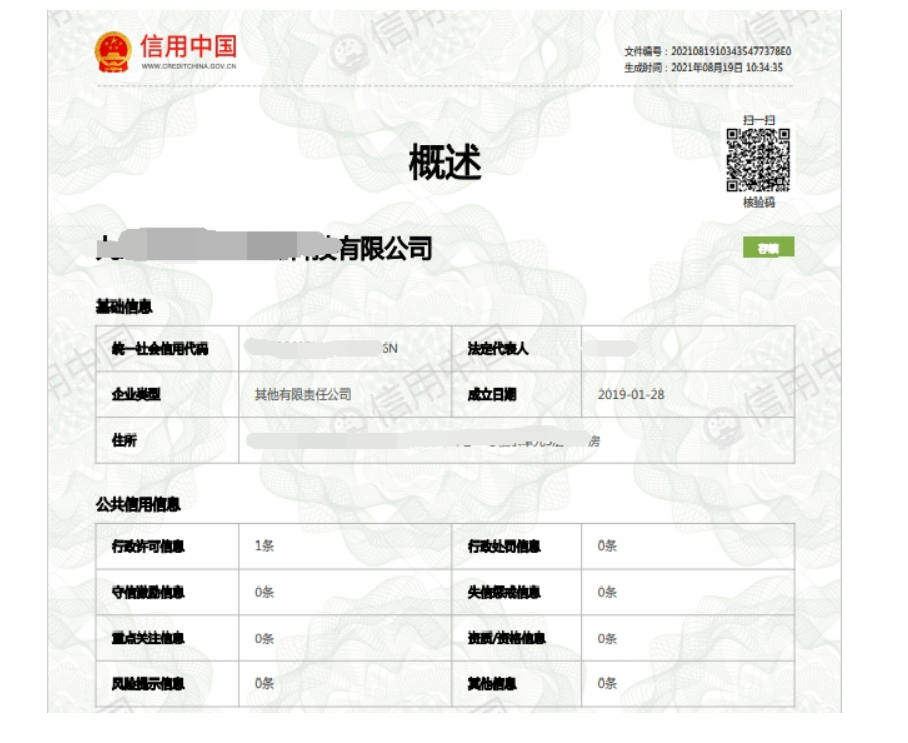 信用中国
WWW.CREDITCHINA.GOV.CN
文件编号：20210819103435477378E0
生成时间：2021年08月19日 10:34:35
扫一扫
核验码
概述
有限公司
存续
基础信息
统一社会信用代码 6N 法定代表人
企业类型 其他有限责任公司 成立日期 2019-01-28
住所 房
公共信用信息
行政许可信息 1条 行政处罚信息 0条
守信激励信息 0条 失信惩戒信息 0条
重点关注信息 0条 资质/资格信息 0条
风险提示信息 0条 其他信息 0条